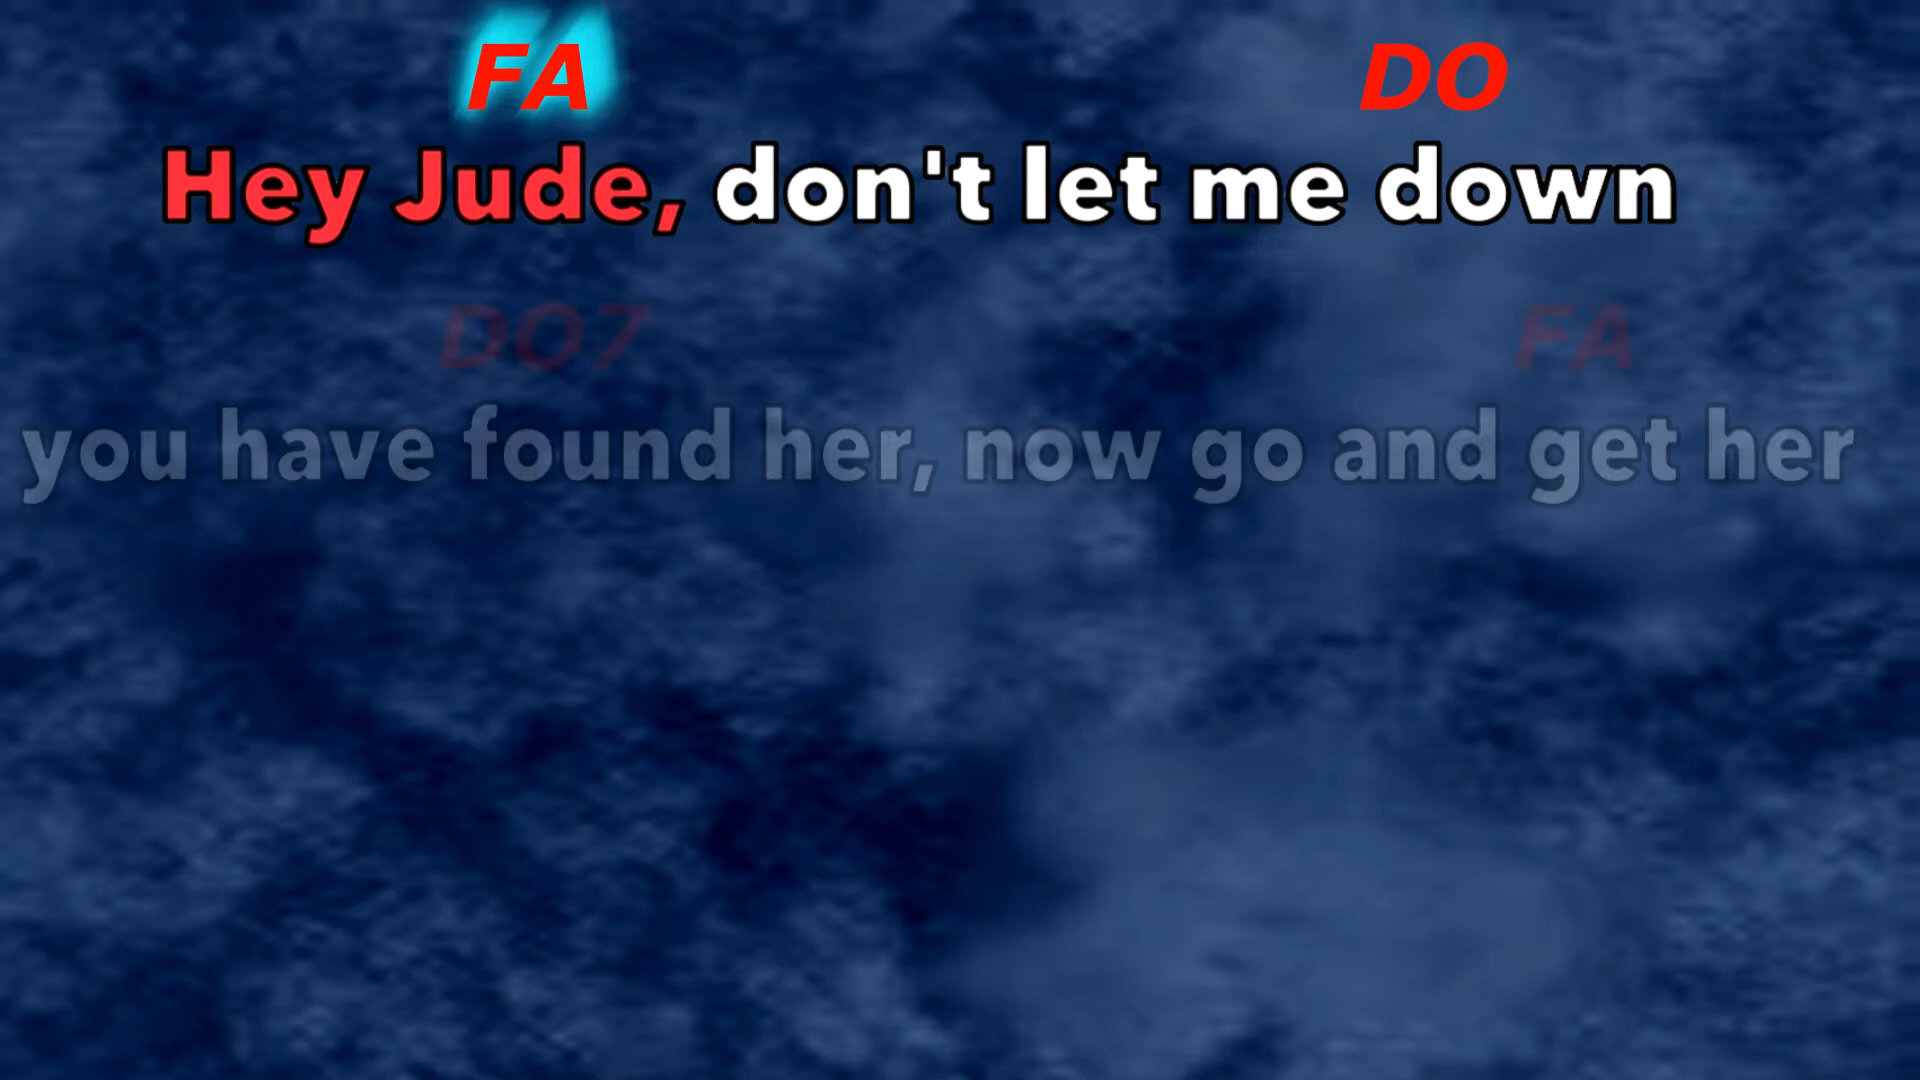 FA DO
Hey Jude, don't let me down
DO7 FA
you have found her, now go and get her